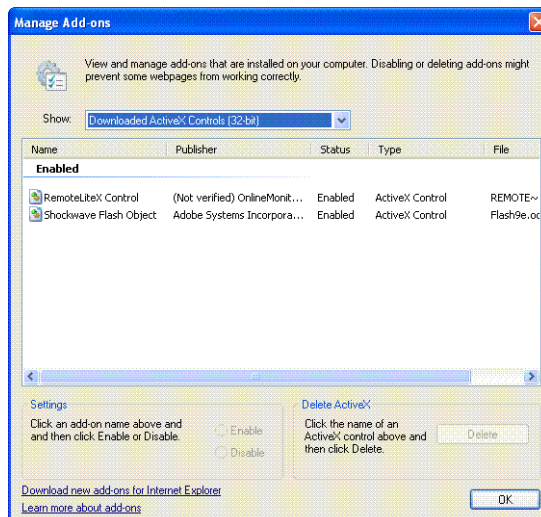 Manage Add-ons
View and manage add-ons that are installed on your computer. Disabling or deleting add-ons might
prevent some webpages from working correctly.
Show: Downloaded ActiveX Controls (32-bit)
Name Publisher Status Type File
Enabled
RemoteLiteX Control (Not verified) OnlineMonit... Enabled ActiveX Control REMOTE~
Shockwave Flash Object Adobe Systems Incorpora... Enabled ActiveX Control Flash9e.oc
Settings
Click an add-on name above and
and then click Enable or Disable.
Enable
Disable
Delete ActiveX
Click the name of an
ActiveX control above and
then click Delete.
Delete
Download new add-ons for Internet Explorer
Learn more about add-ons
OK